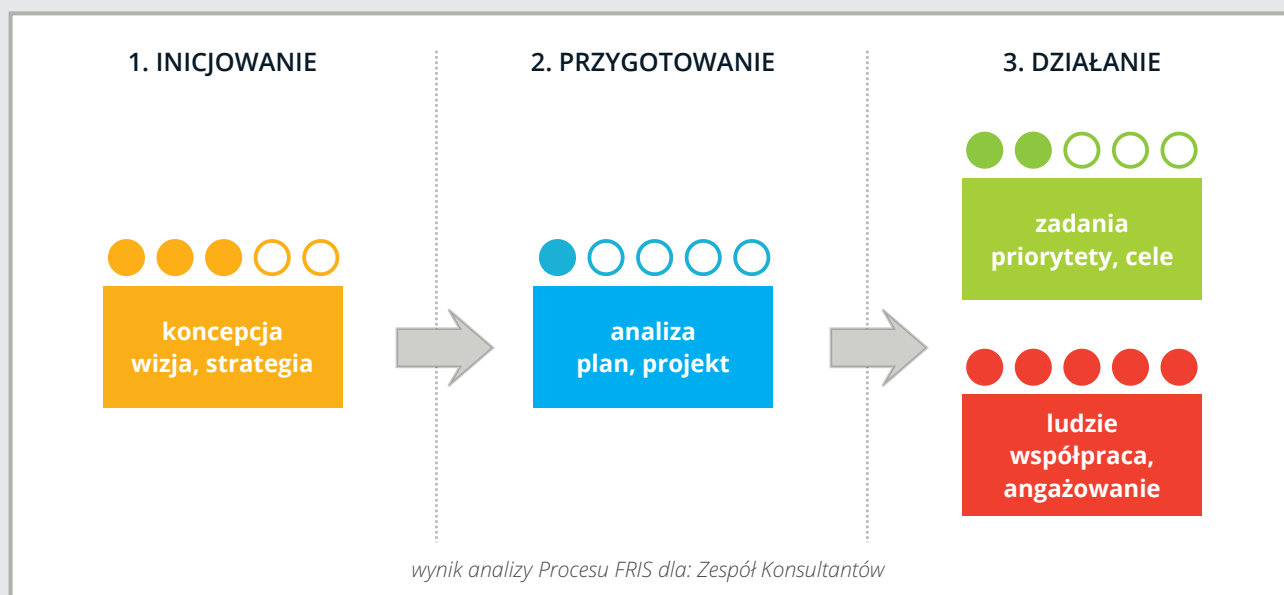 1. INICJOWANIE
2. PRZYGOTOWANIE
3. DZIAŁANIE
koncepcja
wizja, strategia
analiza
plan, projekt
zadania
priorytety, cele
ludzie
współpraca,
angażowanie
wynik analizy Procesu FRIS dla: Zespół Konsultantów